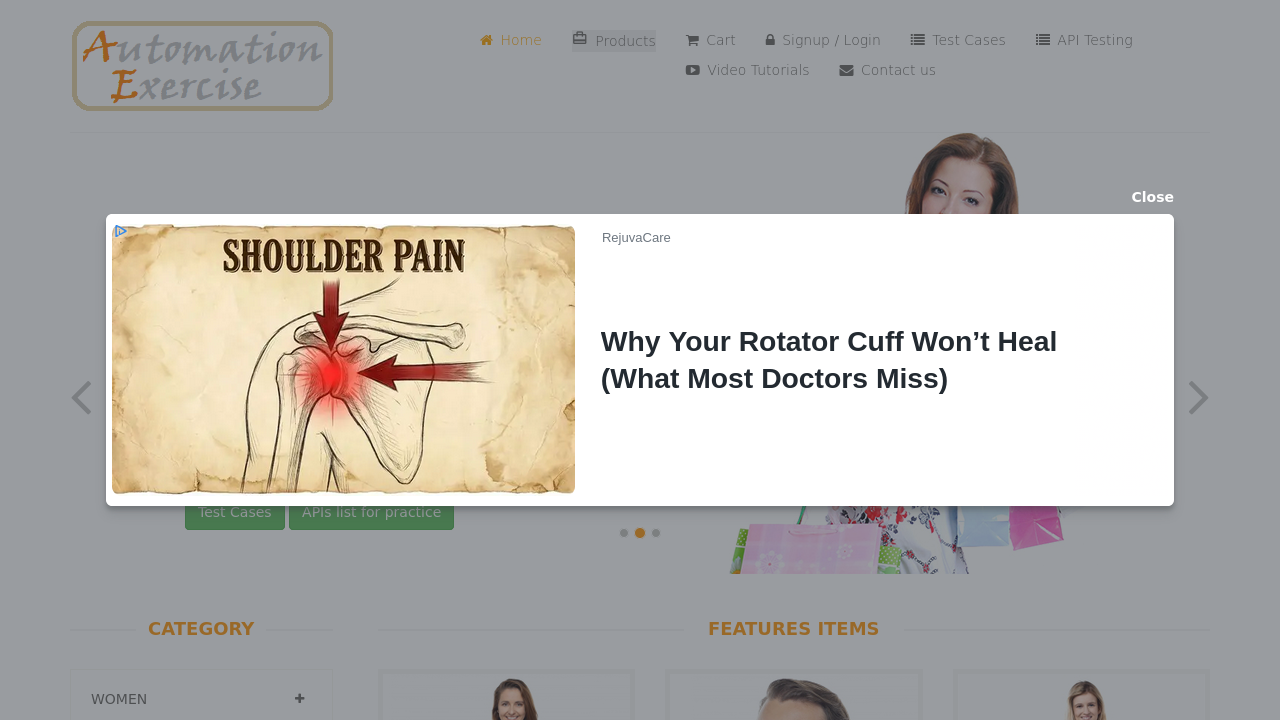 Automation
Exercise
Home
Products
Cart
Signup / Login
Test Cases
API Testing
Video Tutorials
Contact us
Close
SHOULDER PAIN
RejuvaCare
Why Your Rotator Cuff Won’t Heal
(What Most Doctors Miss)
Test Cases
APIs list for practice
CATEGORY
FEATURES ITEMS
WOMEN